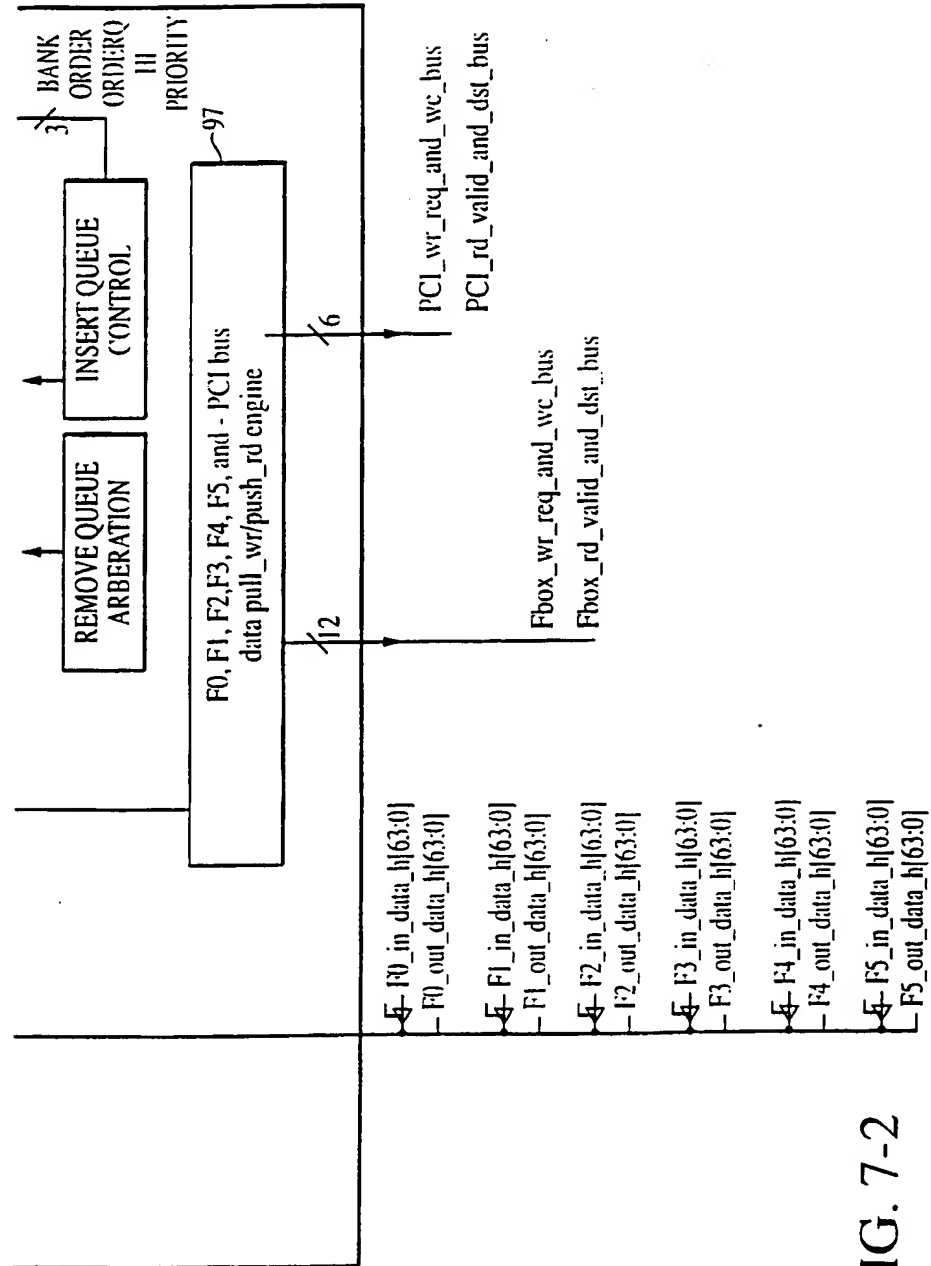 BANK
ORDER
ORDERQ
HI
PRIORITY
3
INSERT QUEUE
CONTROL
REMOVE QUEUE
ARBERATION
97
F0, F1, F2,F3, F4, F5, and - PCI bus
data pull_wr/push_rd engine
6
12
PCI_wr_req_and_wc_bus
PCI_rd_valid_and_dst_bus
Fbox_wr_req_and_wc_bus
Fbox_rd_valid_and_dst_bus
F0_in_data_h[63:0]
F0_out_data_h[63:0]
F1_in_data_h[63:0]
F1_out_data_h[63:0]
F2_in_data_h[63:0]
F2_out_data_h[63:0]
F3_in_data_h[63:0]
F3_out_data_h[63:0]
F4_in_data_h[63:0]
F4_out_data_h[63:0]
F5_in_data_h[63:0]
F5_out_data_h[63:0]
IG. 7-2